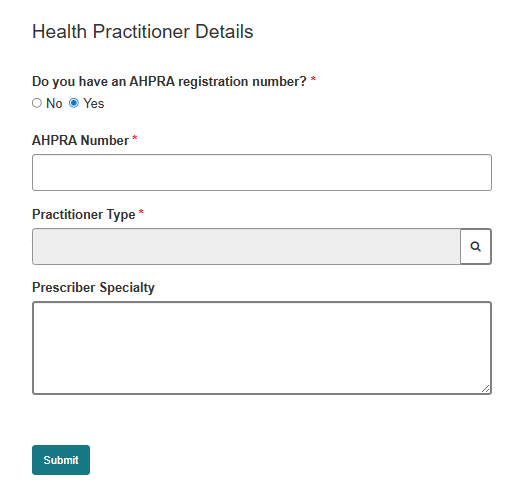 Health Practitioner Details
Do you have an AHPRA registration number? *
No Yes
AHPRA Number *
Practitioner Type *
Prescriber Specialty
Submit